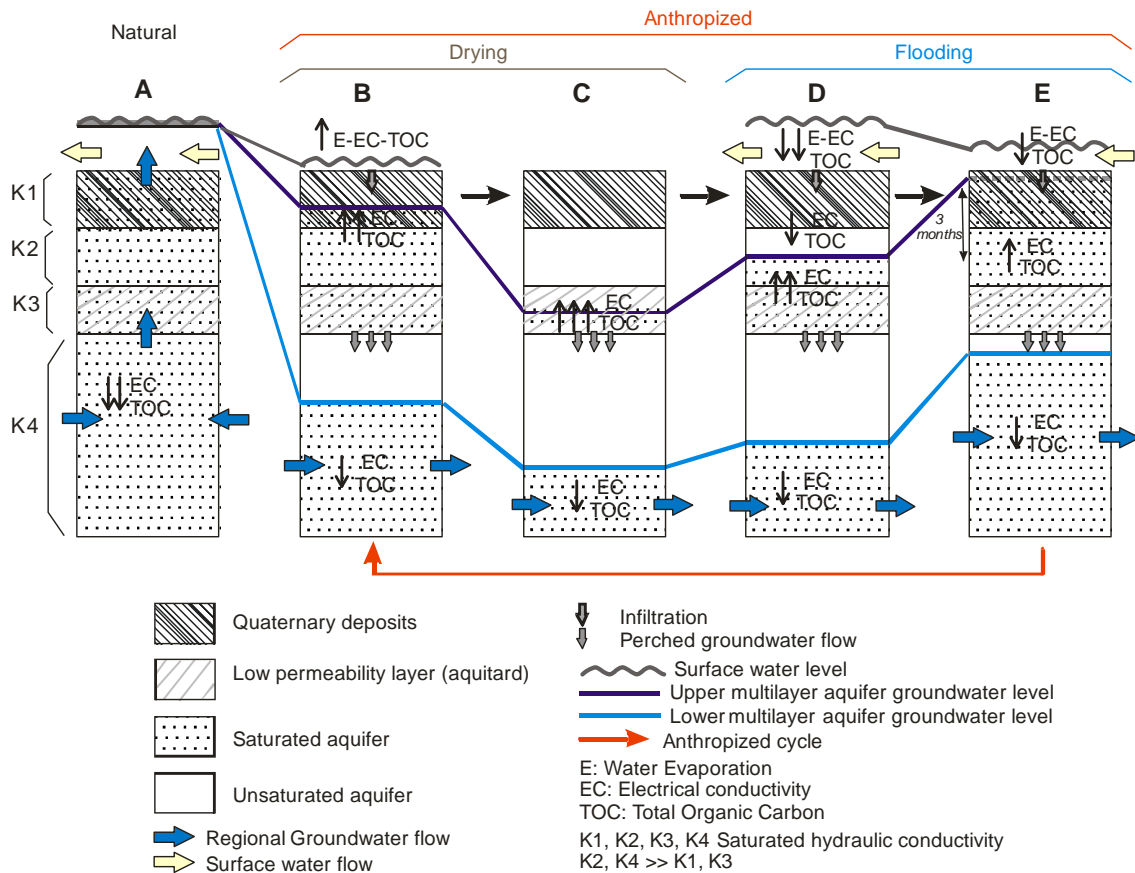 Anthropized
Natural
Drying
Flooding
A
B
C
D
E
E-EC-TOC
E-EC
TOC
E-EC
TOC
K1
K2
K3
K4
EC
TOC
EC
TOC
3
months
EC
TOC
EC
TOC
EC
TOC
EC
TOC
EC
TOC
EC
TOC
EC
TOC
EC
TOC
EC
TOC
Quaternary deposits
Low permeability layer (aquitard)
Saturated aquifer
Unsaturated aquifer
Regional Groundwater flow
Surface water flow
Infiltration
Perched groundwater flow
Surface water level
Upper multilayer aquifer groundwater level
Lower multilayer aquifer groundwater level
Anthropized cycle
E: Water Evaporation
EC: Electrical conductivity
TOC: Total Organic Carbon
K1, K2, K3, K4 Saturated hydraulic conductivity
K2, K4 >> K1, K3